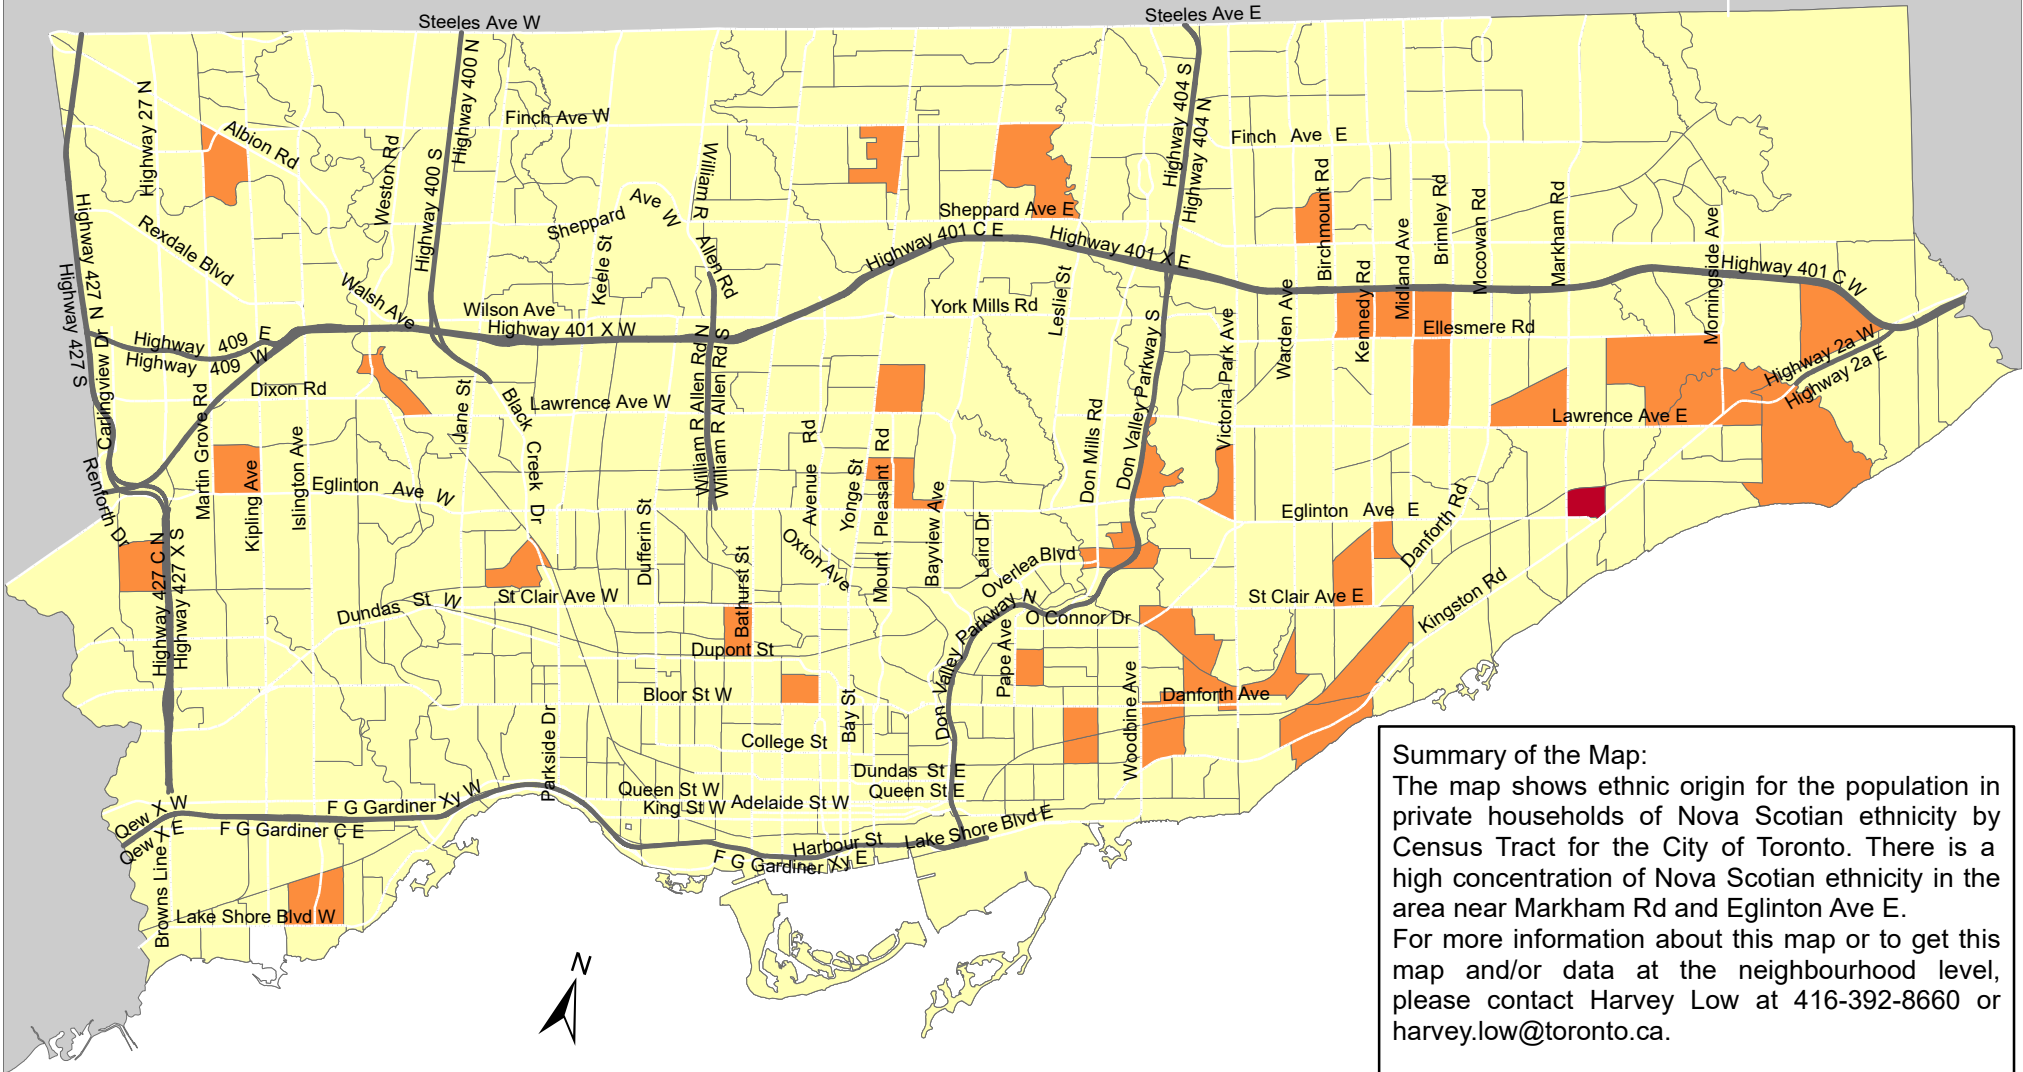 Steeles Ave W
Steeles Ave E
Highway 27 N
Albion Rd
Weston Rd
Highway 400 N
Highway 400 S
Finch Ave W
William R
Allen Rd
Highway 404 S
Highway 404 N
Finch Ave E
Birchmount Rd
Midland Ave
Brimley Rd
Mccowan Rd
Markham Rd
Morningside Ave
Highway 427 N
Highway 427 S
Rexdale Blvd
Sheppard Ave W
Keele St
Sheppard Ave E
Highway 401 C E
Highway 401 X E
Highway 401 C W
Walsh Ave
Wilson Ave
Highway 401 X W
York Mills Rd
Leslie St
Warden Ave
Kennedy Rd
Ellesmere Rd
Highway 2a W
Highway 2a E
Carlingview Dr
Highway 409 E
Highway 409 W
Dixon Rd
Martin Grove Rd
Jane St
Black Creek Dr
Lawrence Ave W
William R Allen Rd N
William R Allen Rd S
Avenue Rd
Yonge St
Mount Pleasant Rd
Don Mills Rd
Don Valley Parkway S
Victoria Park Ave
Lawrence Ave E
Renforth Dr
Kipling Ave
Islington Ave
Eglinton Ave W
Dufferin St
Bathurst St
Oxton Ave
Bayview Ave
Laird Dr
Overlea Blvd
Eglinton Ave E
Danforth Rd
Highway 427 C N
Highway 427 X S
Dundas St W
St Clair Ave W
St Clair Ave E
Kingston Rd
Don Valley Parkway N
O Connor Dr
Dupont St
Pape Ave
Woodbine Ave
Bloor St W
Danforth Ave
Parkside Dr
Bay St
College St
Dundas St E
Queen St E
Queen St W
King St W
Adelaide St W
Qew X W
Qew X E
F G Gardiner Xy W
F G Gardiner C E
Harbour St
Lake Shore Blvd E
F G Gardiner Xy E
Browns Line
Lake Shore Blvd W
N
Summary of the Map:
The map shows ethnic origin for the population in
private households of Nova Scotian ethnicity by
Census Tract for the City of Toronto. There is a
high concentration of Nova Scotian ethnicity in the
area near Markham Rd and Eglinton Ave E.
For more information about this map or to get this
map and/or data at the neighbourhood level,
please contact Harvey Low at 416-392-8660 or
harvey.low@toronto.ca.